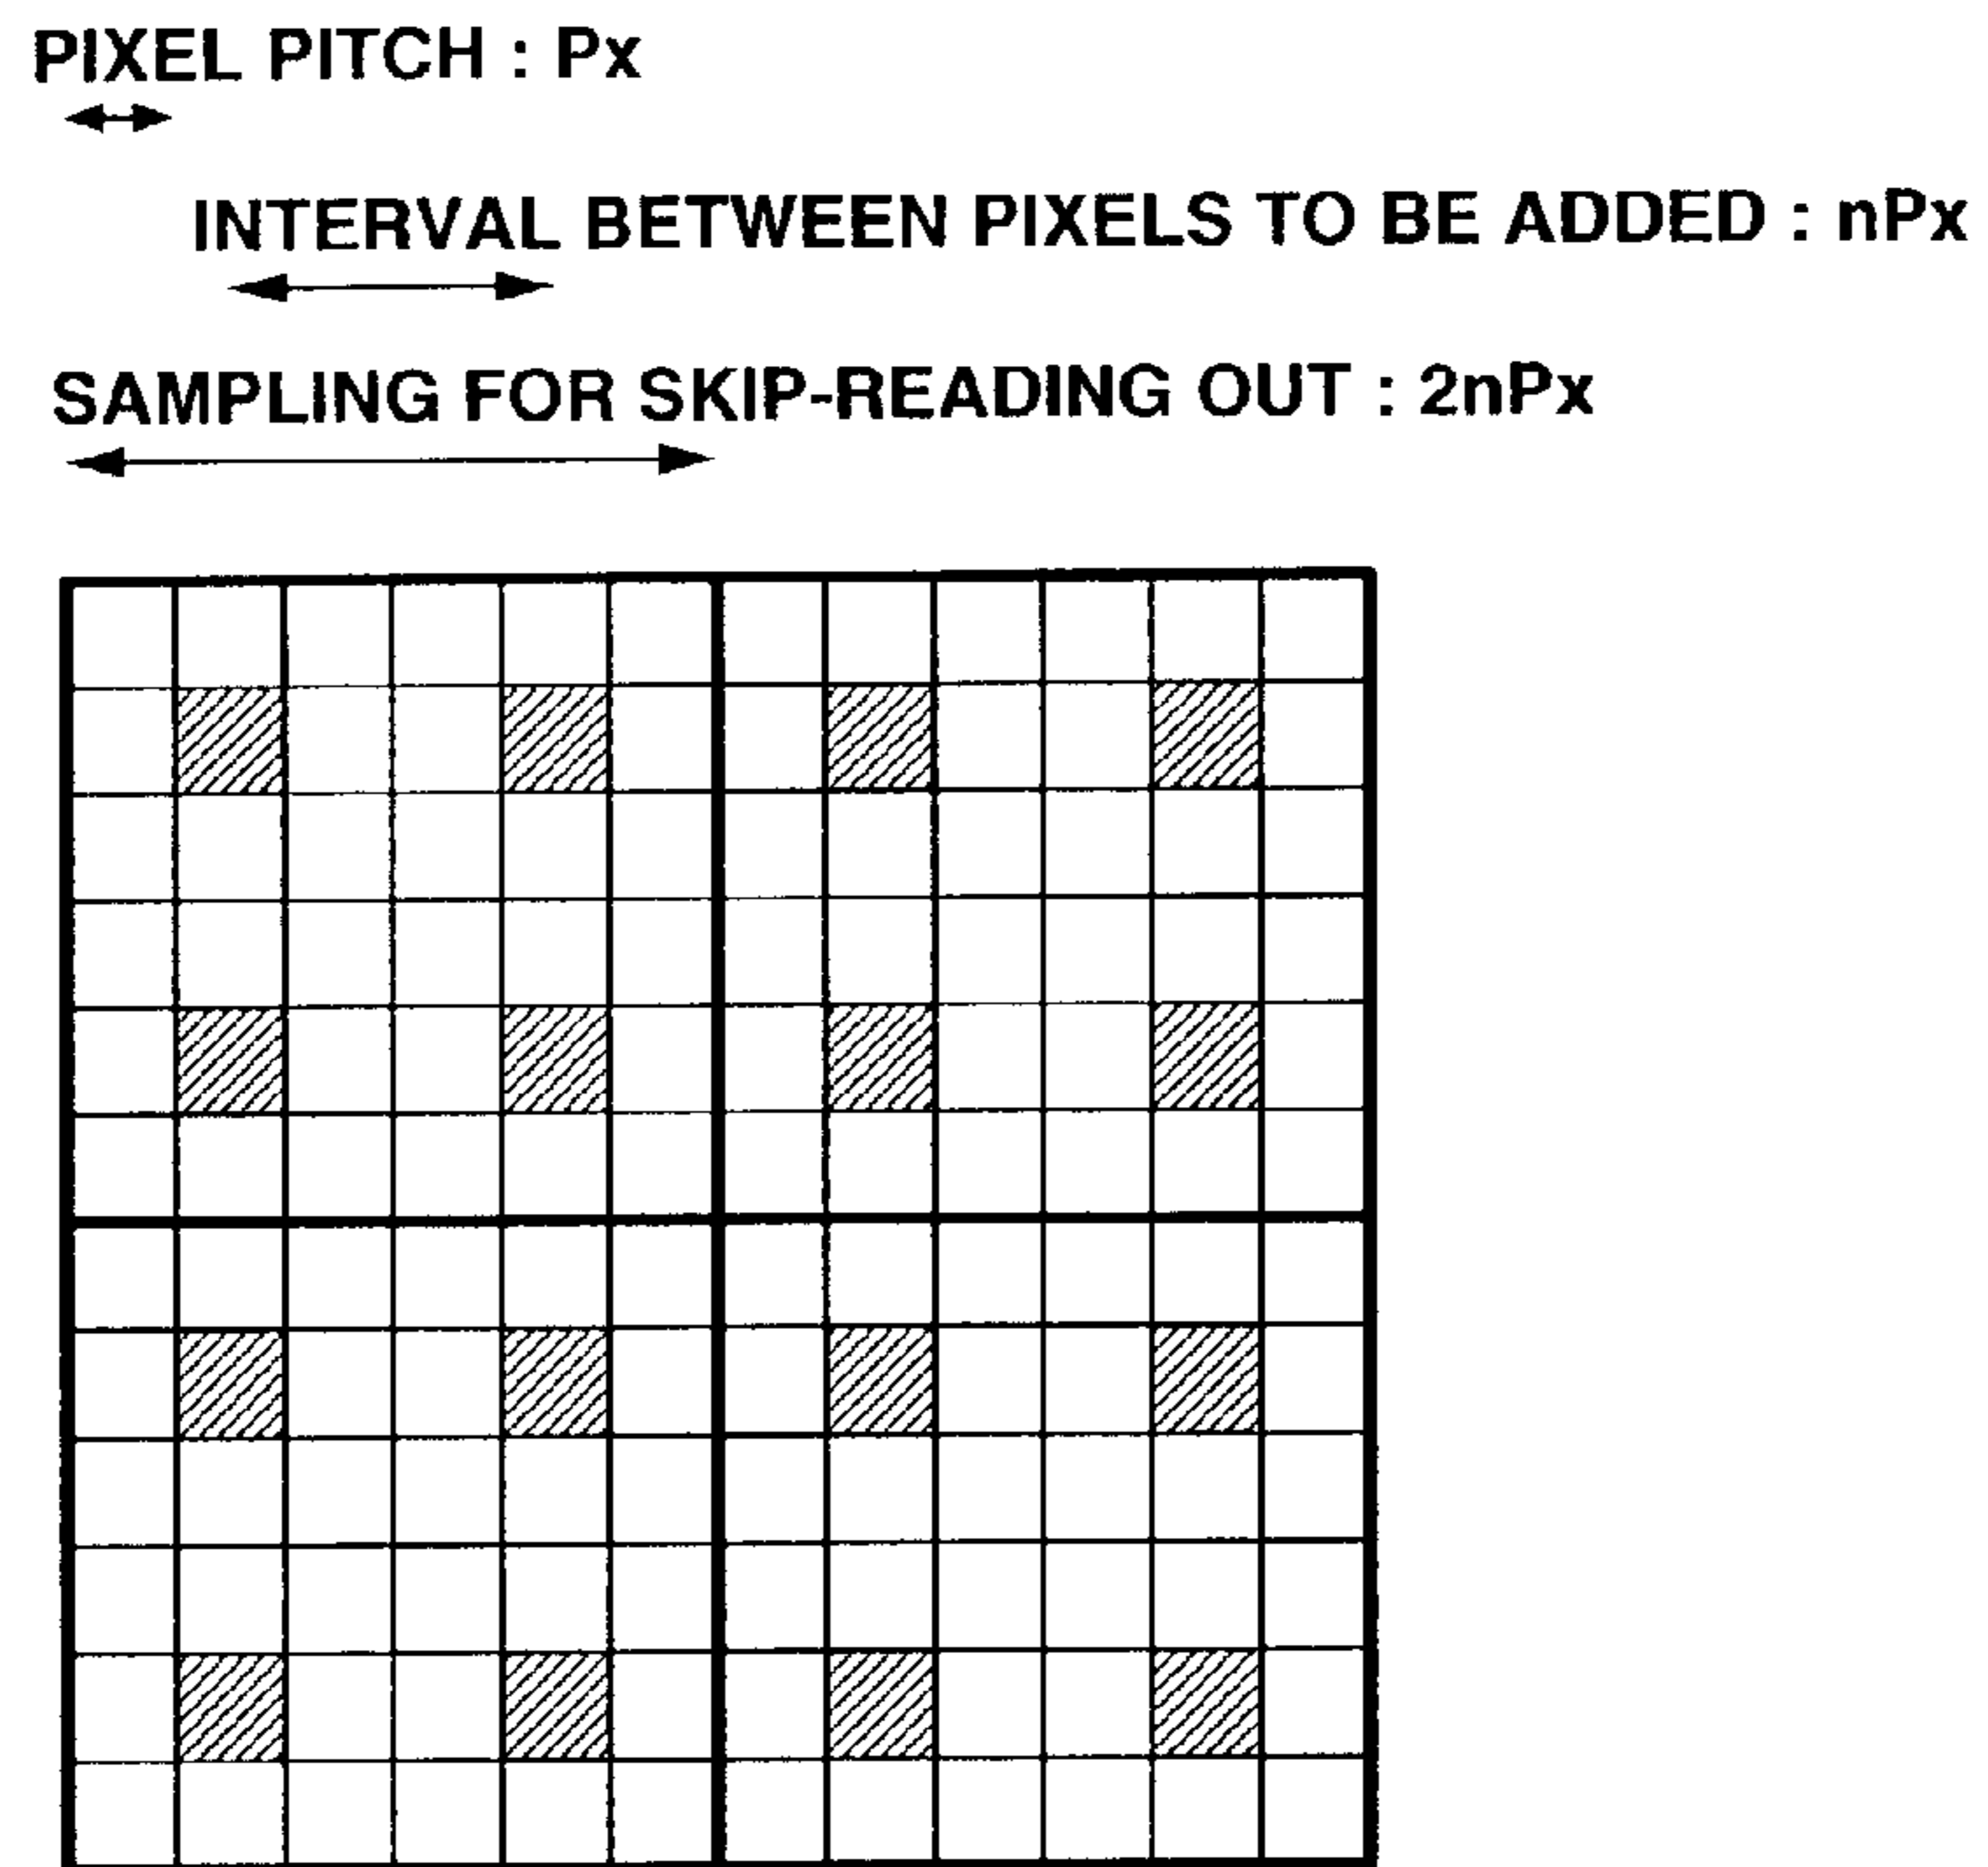 PIXEL PITCH : Px
INTERVAL BETWEEN PIXELS TO BE ADDED : nPx
SAMPLING FOR SKIP-READING OUT : 2nPx